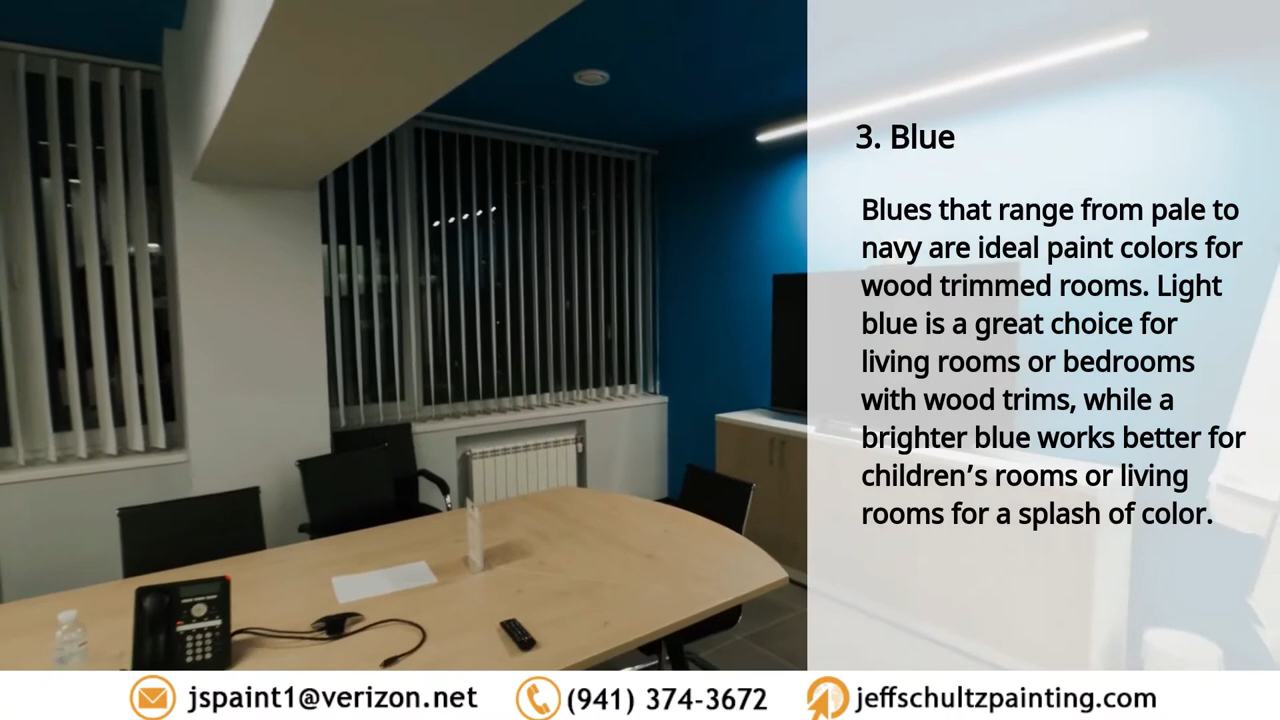 3. Blue
Blues that range from pale to
navy are ideal paint colors for
wood trimmed rooms. Light
blue is a great choice for
living rooms or bedrooms
with wood trims, while a
brighter blue works better for
children’s rooms or living
rooms for a splash of color.
jspaint1@verizon.net
(941) 374-3672
jeffschultzpainting.com